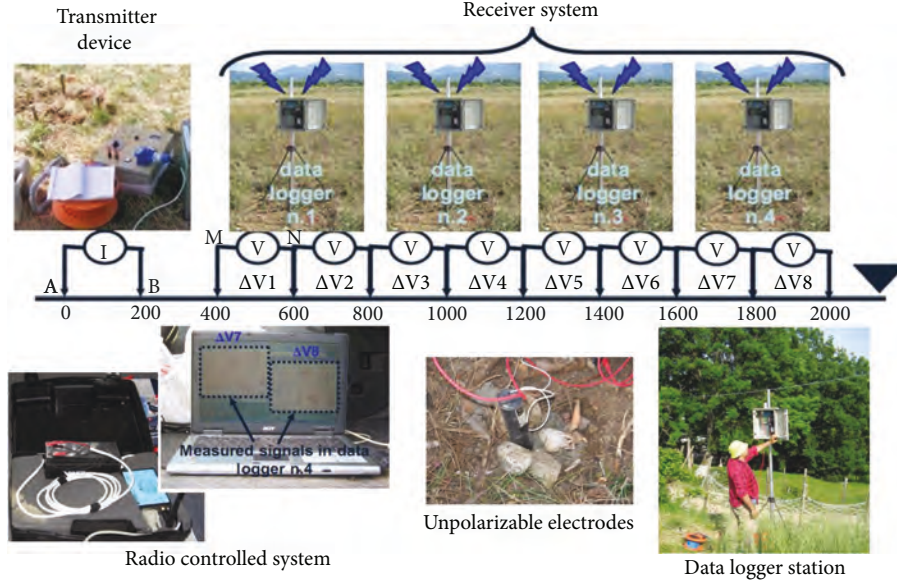 Transmitter
device
Receiver system
data
logger
n.1
data
logger
n.2
data
logger
n.3
data
logger
n.4
A I B M V N V V V V V V V
ΔV1 ΔV2 ΔV3 ΔV4 ΔV5 ΔV6 ΔV7 ΔV8
0 200 400 600 800 1000 1200 1400 1600 1800 2000
ΔV7
ΔV8
acer
Measured signals in data
logger n.4
Radio controlled system
Unpolarizable electrodes
Data logger station